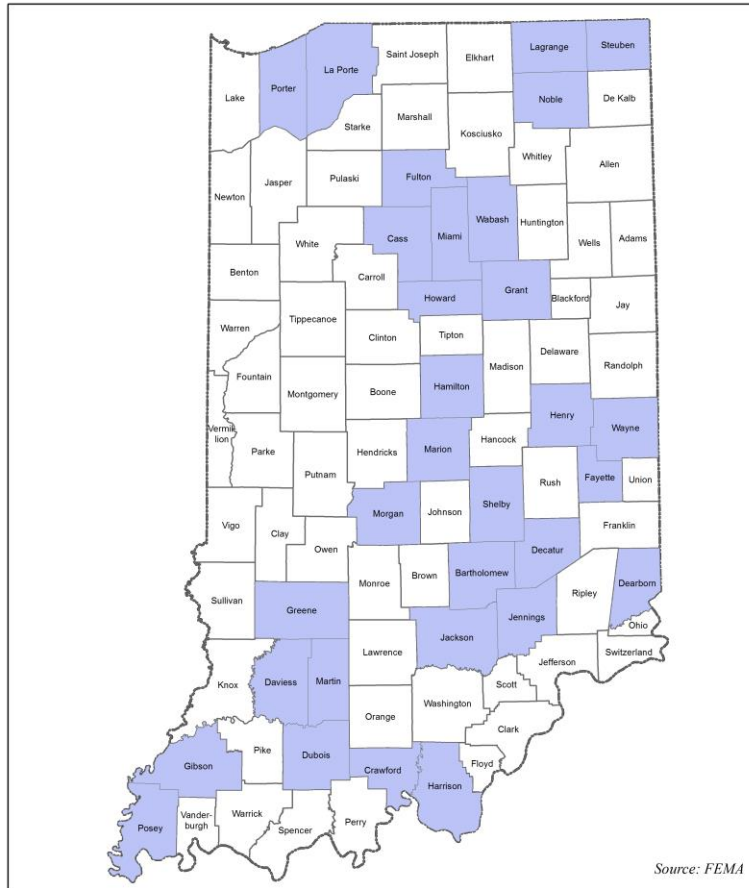 Saint Joseph
Elkhart
Lagrange
Steuben
La Porte
Porter
Lake
Noble
De Kalb
Starke
Marshall
Kosciusko
Whitley
Allen
Newton
Jasper
Pulaski
Fulton
Wabash
Huntington
White
Cass
Miami
Wells
Adams
Benton
Carroll
Howard
Grant
Blackford
Jay
Warren
Tippecanoe
Clinton
Tipton
Madison
Delaware
Randolph
Fountain
Montgomery
Boone
Hamilton
Henry
Wayne
Vermil
lion
Parke
Putnam
Hendricks
Marion
Hancock
Rush
Fayette
Union
Vigo
Clay
Owen
Morgan
Johnson
Shelby
Franklin
Sullivan
Greene
Monroe
Brown
Bartholomew
Decatur
Ripley
Dearborn
Ohio
Switzerland
Knox
Daviess
Martin
Lawrence
Jackson
Jennings
Jefferson
Scott
Orange
Washington
Clark
Gibson
Pike
Dubois
Crawford
Harrison
Floyd
Posey
Vander-
burgh
Warrick
Spencer
Perry
Source: FEMA